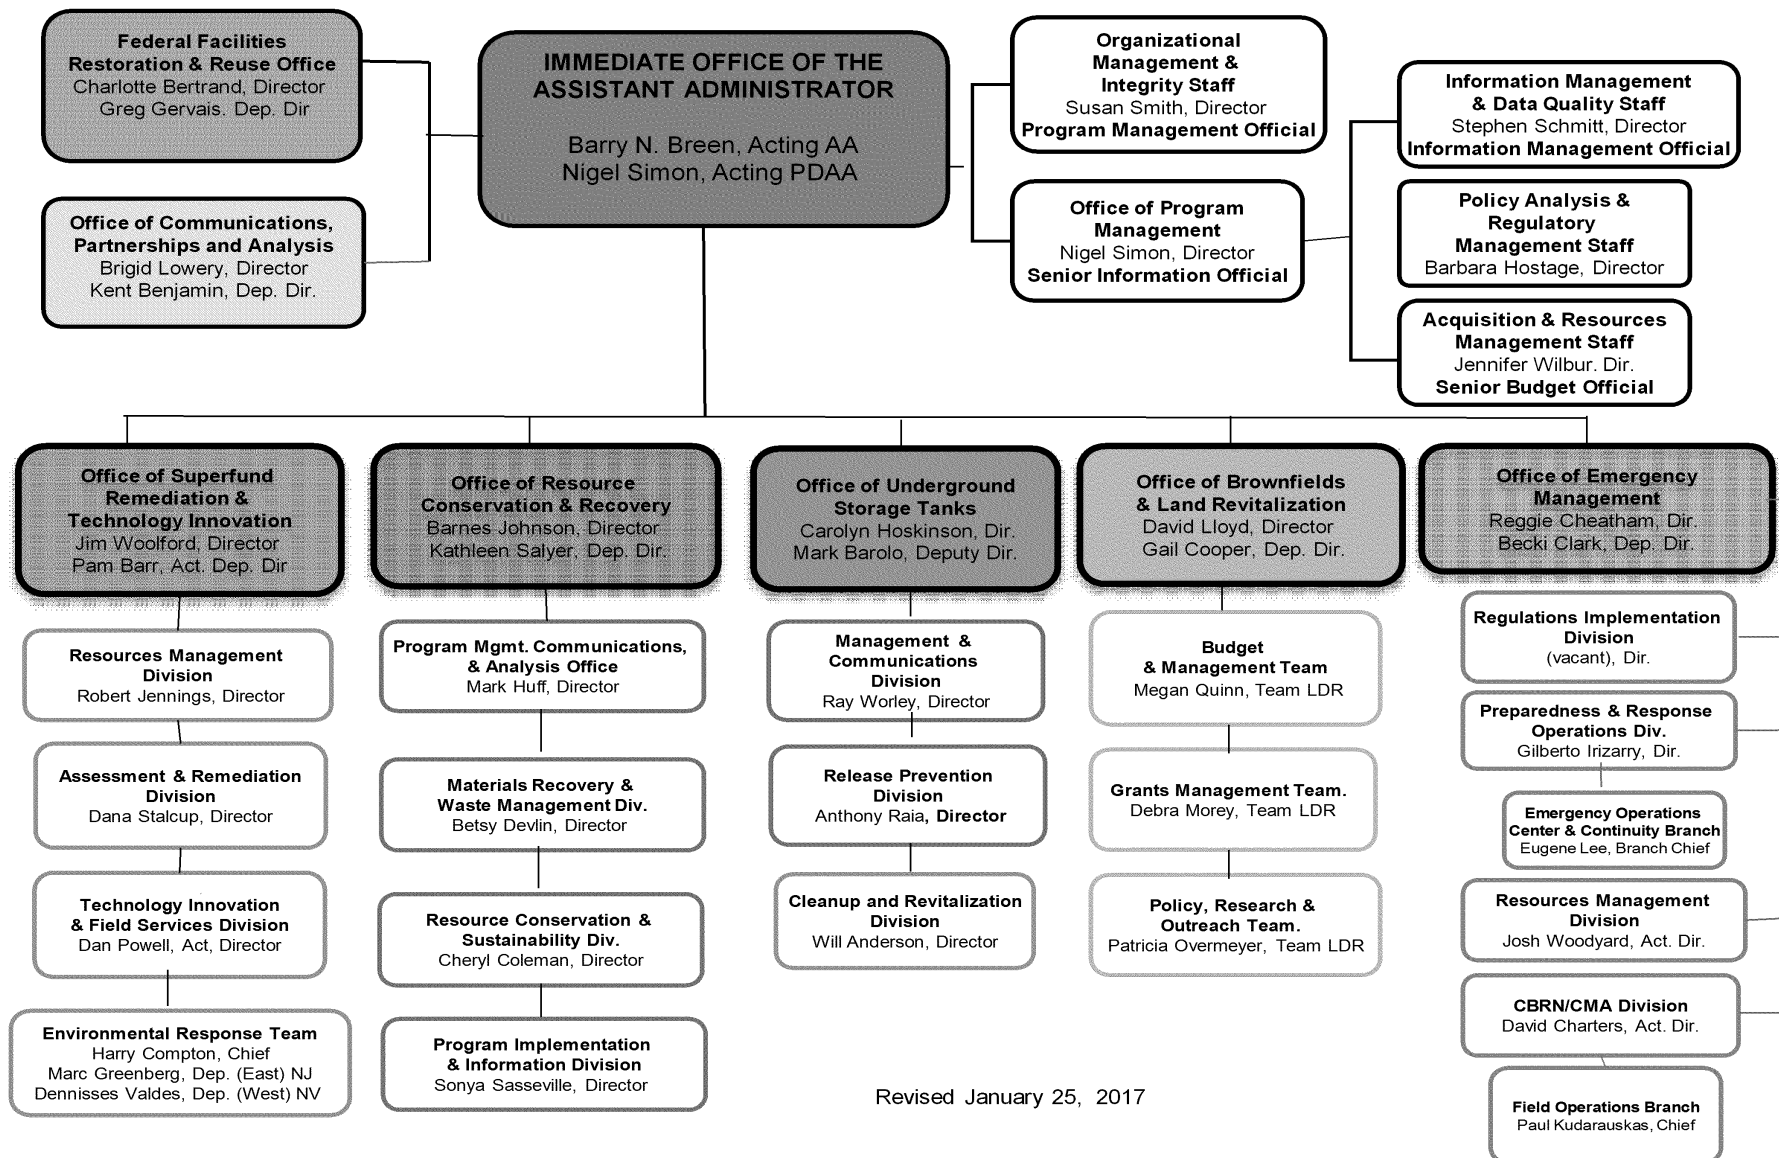 Federal Facilities
Restoration & Reuse Office
Charlotte Bertrand, Director
Greg Gervais. Dep. Dir
Office of Communications,
Partnerships and Analysis
Brigid Lowery, Director
Kent Benjamin, Dep. Dir.
IMMEDIATE OFFICE OF THE
ASSISTANT ADMINISTRATOR
Barry N. Breen, Acting AA
Nigel Simon, Acting PDAA
Organizational
Management &
Integrity Staff
Susan Smith, Director
Program Management Official
Office of Program
Management
Nigel Simon, Director
Senior Information Official
Information Management
& Data Quality Staff
Stephen Schmitt, Director
Information Management Official
Policy Analysis &
Regulatory
Management Staff
Barbara Hostage, Director
Acquisition & Resources
Management Staff
Jennifer Wilbur. Dir.
Senior Budget Official
Office of Superfund
Remediation &
Technology Innovation
Jim Woolford, Director
Pam Barr, Act. Dep. Dir
Resources Management
Division
Robert Jennings, Director
Assessment & Remediation
Division
Dana Stalcup, Director
Technology Innovation
& Field Services Division
Dan Powell, Act, Director
Environmental Response Team
Harry Compton, Chief
Marc Greenberg, Dep. (East) NJ
Dennisses Valdes, Dep. (West) NV
Office of Resource
Conservation & Recovery
Barnes Johnson, Director
Kathleen Salyer, Dep. Dir.
Program Mgmt. Communications,
& Analysis Office
Mark Huff, Director
Materials Recovery &
Waste Management Div.
Betsy Devlin, Director
Resource Conservation &
Sustainability Div.
Cheryl Coleman, Director
Program Implementation
& Information Division
Sonya Sasseville, Director
Office of Underground
Storage Tanks
Carolyn Hoskinson, Dir.
Mark Barolo, Deputy Dir.
Management &
Communications
Division
Ray Worley, Director
Release Prevention
Division
Anthony Raia, Director
Cleanup and Revitalization
Division
Will Anderson, Director
Office of Brownfields
& Land Revitalization
David Lloyd, Director
Gail Cooper, Dep. Dir.
Budget
& Management Team
Megan Quinn, Team LDR
Grants Management Team.
Debra Morey, Team LDR
Policy, Research &
Outreach Team.
Patricia Overmeyer, Team LDR
Office of Emergency
Management
Reggie Cheatham, Dir.
Becki Clark, Dep. Dir.
Regulations Implementation
Division
(vacant), Dir.
Preparedness & Response
Operations Div.
Gilberto Irizarry, Dir.
Emergency Operations
Center & Continuity Branch
Eugene Lee, Branch Chief
Resources Management
Division
Josh Woodyard, Act. Dir.
CBRN/CMA Division
David Charters, Act. Dir.
Field Operations Branch
Paul Kudarauskas, Chief
Revised January 25, 2017